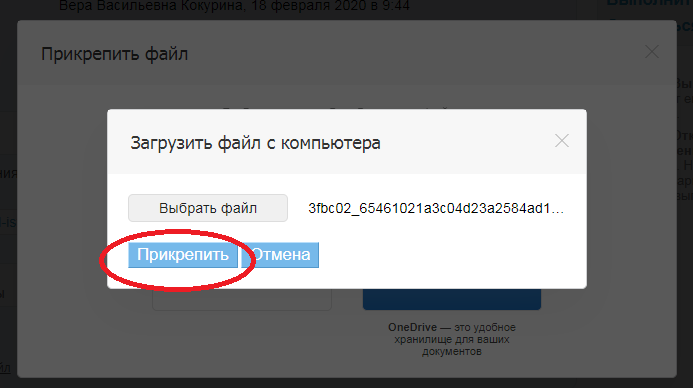 Вера Васильевна Кокурина, 18 февраля 2020 в 9:44
Прикрепить файл
Загрузить файл с компьютера
Выбрать файл 3fbc02_65461021a3c04d23a2584ad1...
Прикрепить Отмена
OneDrive — это удобное
хранилище для ваших
документов